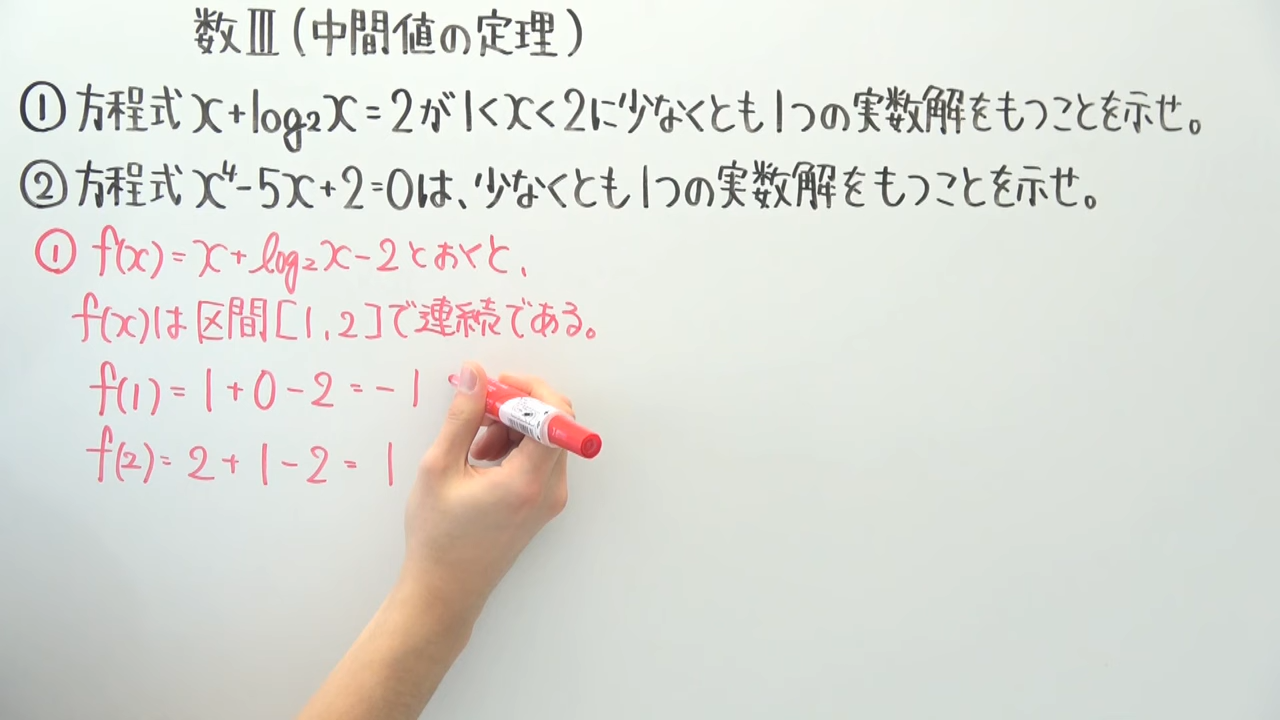 数Ⅲ(中間値の定理)
①方程式x+log₂x=2が1<x<2に少なくとも1つの実数解をもつことを示せ。
②方程式x⁴-5x+2=0は、少なくとも1つの実数解をもつことを示せ。
①f(x)=x+log₂x-2とおくと、
f(x)は区間[1,2]で連続である。
f(1)=1+0-2=-1
f(2)=2+1-2=1